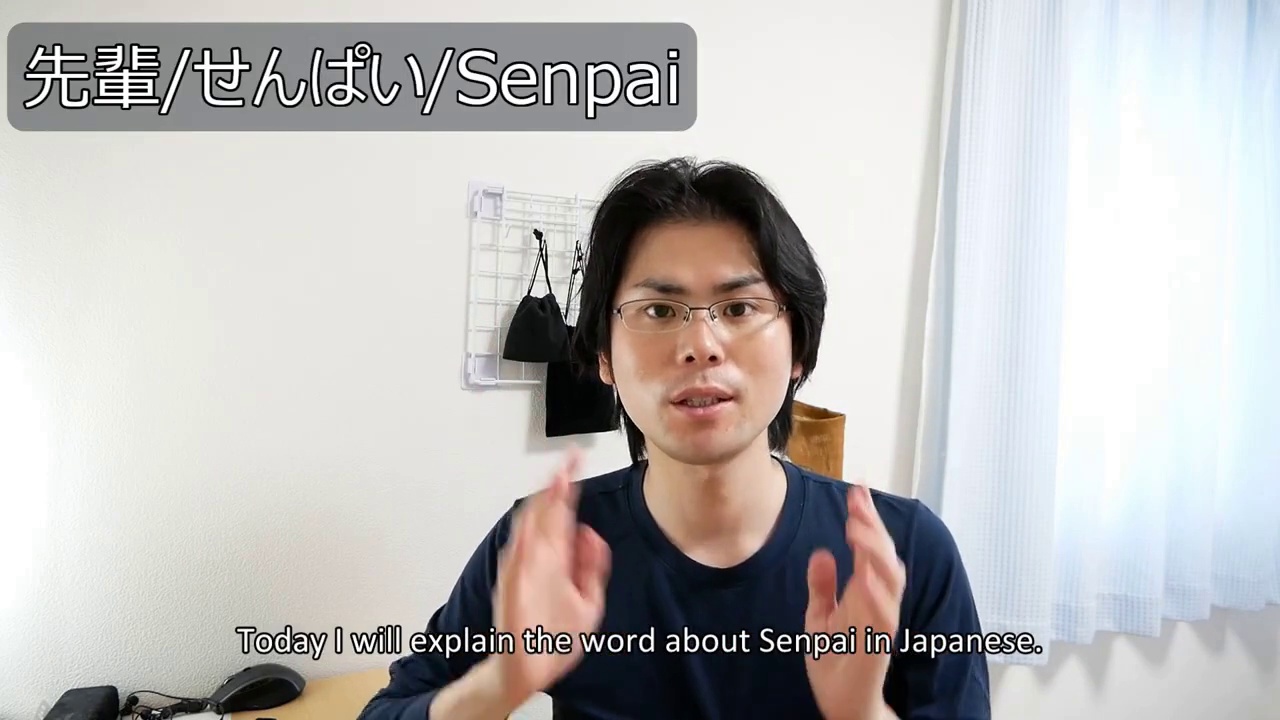 先輩/せんぱい/Senpai
Today I will explain the word about Senpai in Japanese.